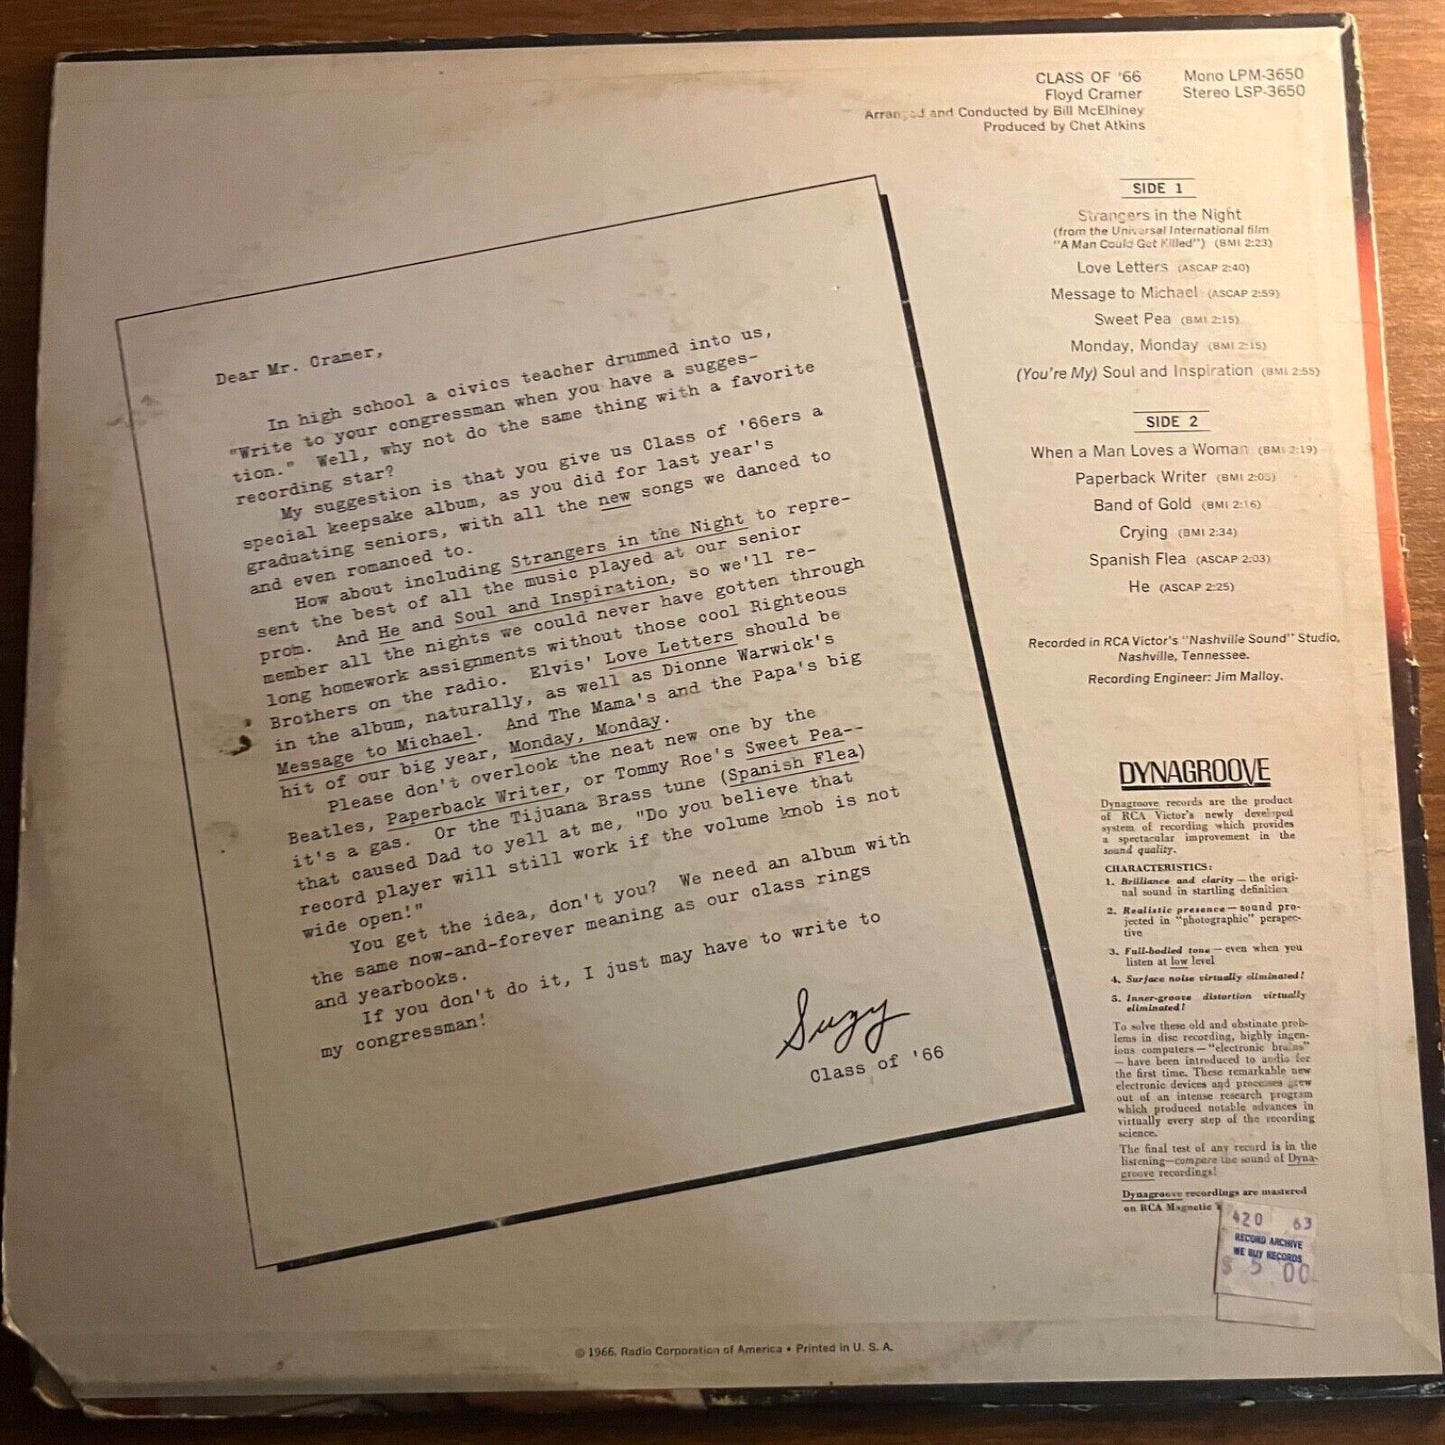 CLASS OF '66
Floyd Cramer
Arranged and Conducted by Bill McElhiney
Produced by Chet Atkins
Mono LPM-3650
Stereo LSP-3650
Dear Mr. Cramer,
In high school a civics teacher drummed into us,
"Write to your congressman when you have a sugges-
tion." Well, why not do the same thing with a favorite
recording star?
My suggestion is that you give us Class of '66ers a
special keepsake album, as you did for last year's
graduating seniors, with all the new songs we danced to
and even romanced to.
How about including Strangers in the Night to repre-
sent the best of all the music played at our senior
prom. And He and Soul and Inspiration, so we'll re-
member all the nights we could never have gotten through
long homework assignments without those cool Righteous
Brothers on the radio. Elvis' Love Letters should be
in the album, naturally, as well as Dionne Warwick's
Message to Michael. And The Mama's and the Papa's big
hit of our big year, Monday, Monday.
Please don't overlook the neat new one by the
Beatles, Paperback Writer, or Tommy Roe's Sweet Pea--
it's a gas. Or the Tijuana Brass tune (Spanish Flea)
that caused Dad to yell at me, "Do you believe that
record player will still work if the volume knob is not
wide open!"
You get the idea, don't you? We need an album with
the same now-and-forever meaning as our class rings
and yearbooks.
If you don't do it, I just may have to write to
my congressman!
Suzy
Class of '66
SIDE 1
Strangers in the Night
(from the Universal International film
"A Man Could Get Killed") (BMI 2:23)
Love Letters (ASCAP 2:40)
Message to Michael (ASCAP 2:59)
Sweet Pea (BMI 2:15)
Monday, Monday (BMI 2:15)
(You're My) Soul and Inspiration (BMI 2:55)
SIDE 2
When a Man Loves a Woman (BMI 2:19)
Paperback Writer (BMI 2:05)
Band of Gold (BMI 2:16)
Crying (BMI 2:34)
Spanish Flea (ASCAP 2:03)
He (ASCAP 2:25)
Recorded in RCA Victor's "Nashville Sound" Studio,
Nashville, Tennessee.
Recording Engineer: Jim Malloy.
DYNAGROOVE
Dynagroove records are the product
of RCA Victor's newly developed
system of recording which provides
a spectacular improvement in the
sound quality.
CHARACTERISTICS:
1. Brilliance and clarity — the origi-
nal sound in startling definition
2. Realistic presence — sound pro-
jected in "photographic" perspec-
tive
3. Full-bodied tone — even when you
listen at low level
4. Surface noise virtually eliminated!
5. Inner-groove distortion virtually
eliminated!
To solve these old and obstinate prob-
lems in disc recording, highly ingen-
ious computers — "electronic brains"
— have been introduced to audio for
the first time. These remarkable new
electronic devices and processes grew
out of an intense research program
which produced notable advances in
virtually every step of the recording
science.
The final test of any record is in the
listening—compare the sound of Dyna-
groove recordings!
Dynagroove recordings are mastered
on RCA Magnetic
420 63
RECORD ARCHIVE
WE BUY RECORDS
$ 5 00
© 1966, Radio Corporation of America • Printed in U. S. A.